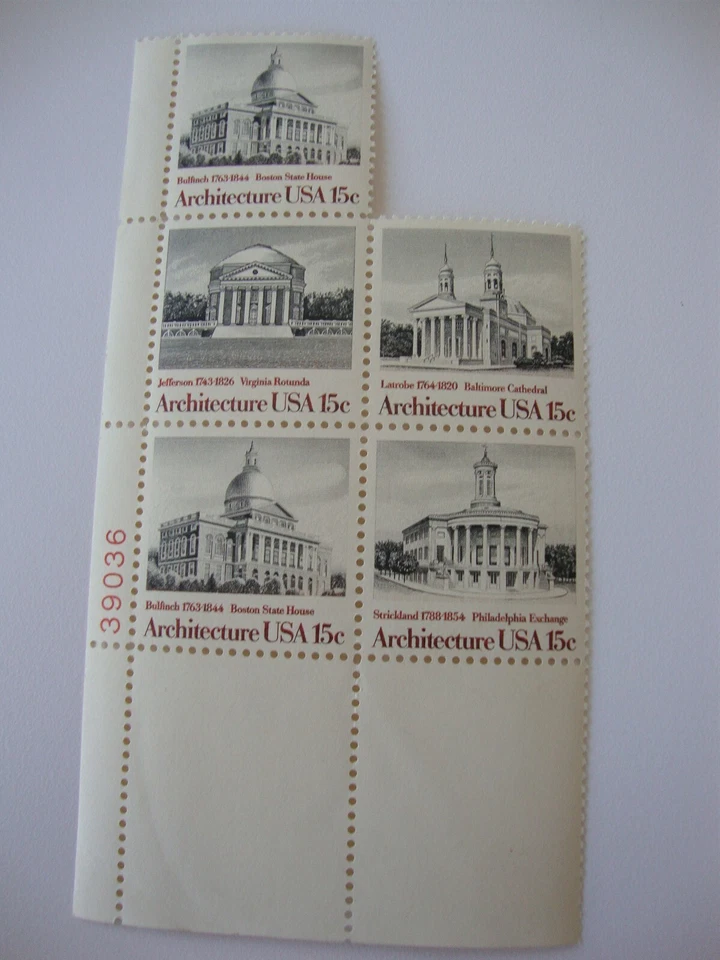 Bulfinch 1763-1844 Boston State House
Architecture USA 15c
Jefferson 1743-1826 Virginia Rotunda
Architecture USA 15c
Latrobe 1764-1820 Baltimore Cathedral
Architecture USA 15c
Bulfinch 1763-1844 Boston State House
Architecture USA 15c
Strickland 1788-1854 Philadelphia Exchange
Architecture USA 15c
39036